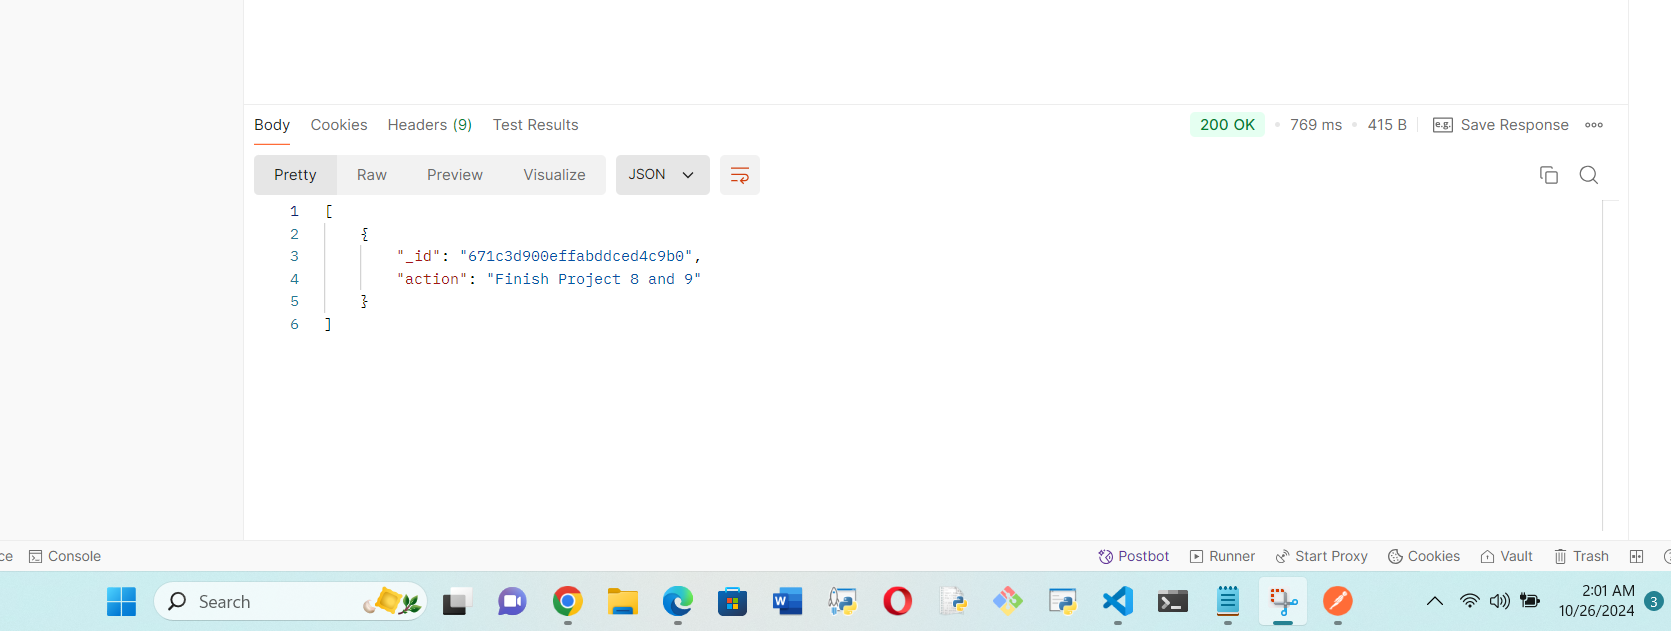 Body Cookies Headers (9) Test Results 200 OK 769 ms 415 B e.g. Save Response
Pretty Raw Preview Visualize JSON
1 [
2 {
3 "_id": "671c3d900effabddced4c9b0",
4 "action": "Finish Project 8 and 9"
5 }
6 ]
ce Console Postbot Runner Start Proxy Cookies Vault Trash
Search W 2:01 AM
10/26/2024 3